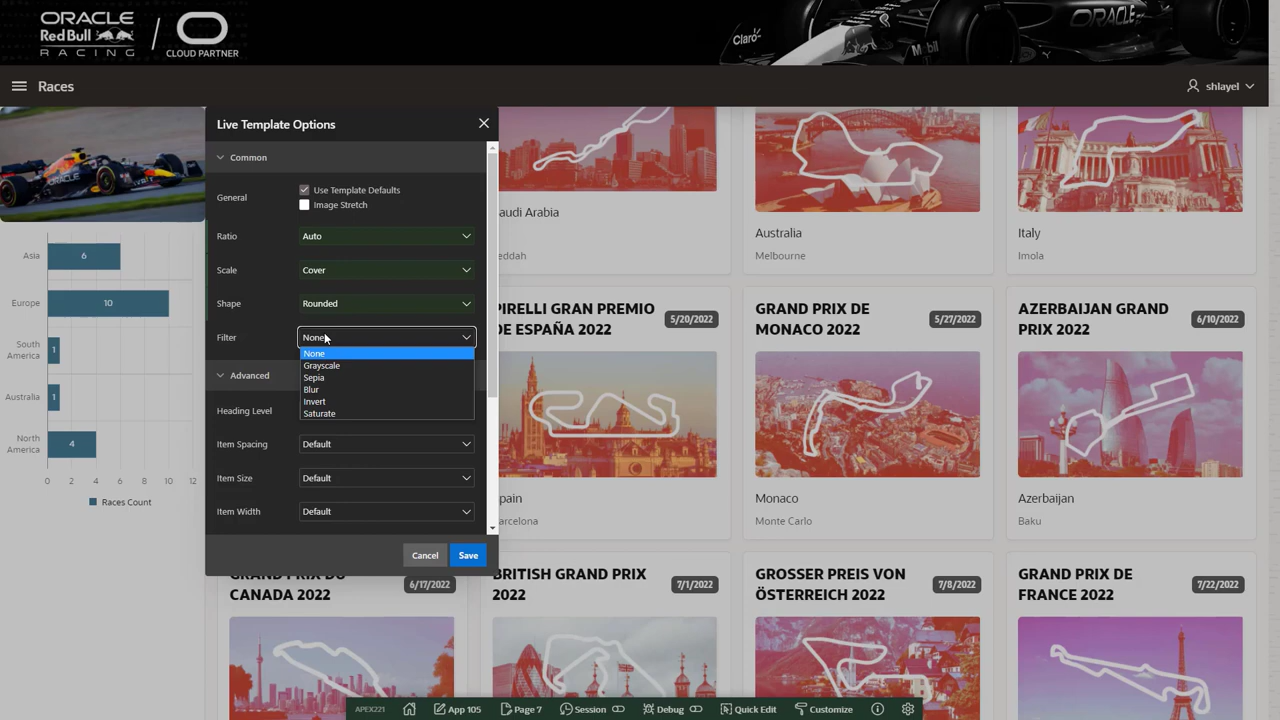 ORACLE
Red Bull
RACING
CLOUD PARTNER
Claro
Mobil
ORACLE
Races
shlayel
Live Template Options
Common
General
Use Template Defaults
Image Stretch
Ratio
Auto
Scale
Cover
Shape
Rounded
Filter
None
None
Grayscale
Sepia
Blur
Invert
Saturate
Advanced
Heading Level
Item Spacing
Default
Item Size
Default
Item Width
Default
Cancel
Save
Asia
6
Europe
10
South
America
1
Australia
1
North
America
4
0 2 4 6 8 10 12
Races Count
audi Arabia
eddah
Australia
Melbourne
Italy
Imola
PIRELLI GRAN PREMIO
DE ESPAÑA 2022
5/20/2022
pain
arcelona
GRAND PRIX DE
MONACO 2022
5/27/2022
Monaco
Monte Carlo
AZERBAIJAN GRAND
PRIX 2022
6/10/2022
Azerbaijan
Baku
GRAND PRIX DU
CANADA 2022
6/17/2022
BRITISH GRAND PRIX
2022
7/1/2022
GROSSER PREIS VON
ÖSTERREICH 2022
7/8/2022
GRAND PRIX DE
FRANCE 2022
7/22/2022
APEX221
App 105
Page 7
Session
Debug
Quick Edit
Customize